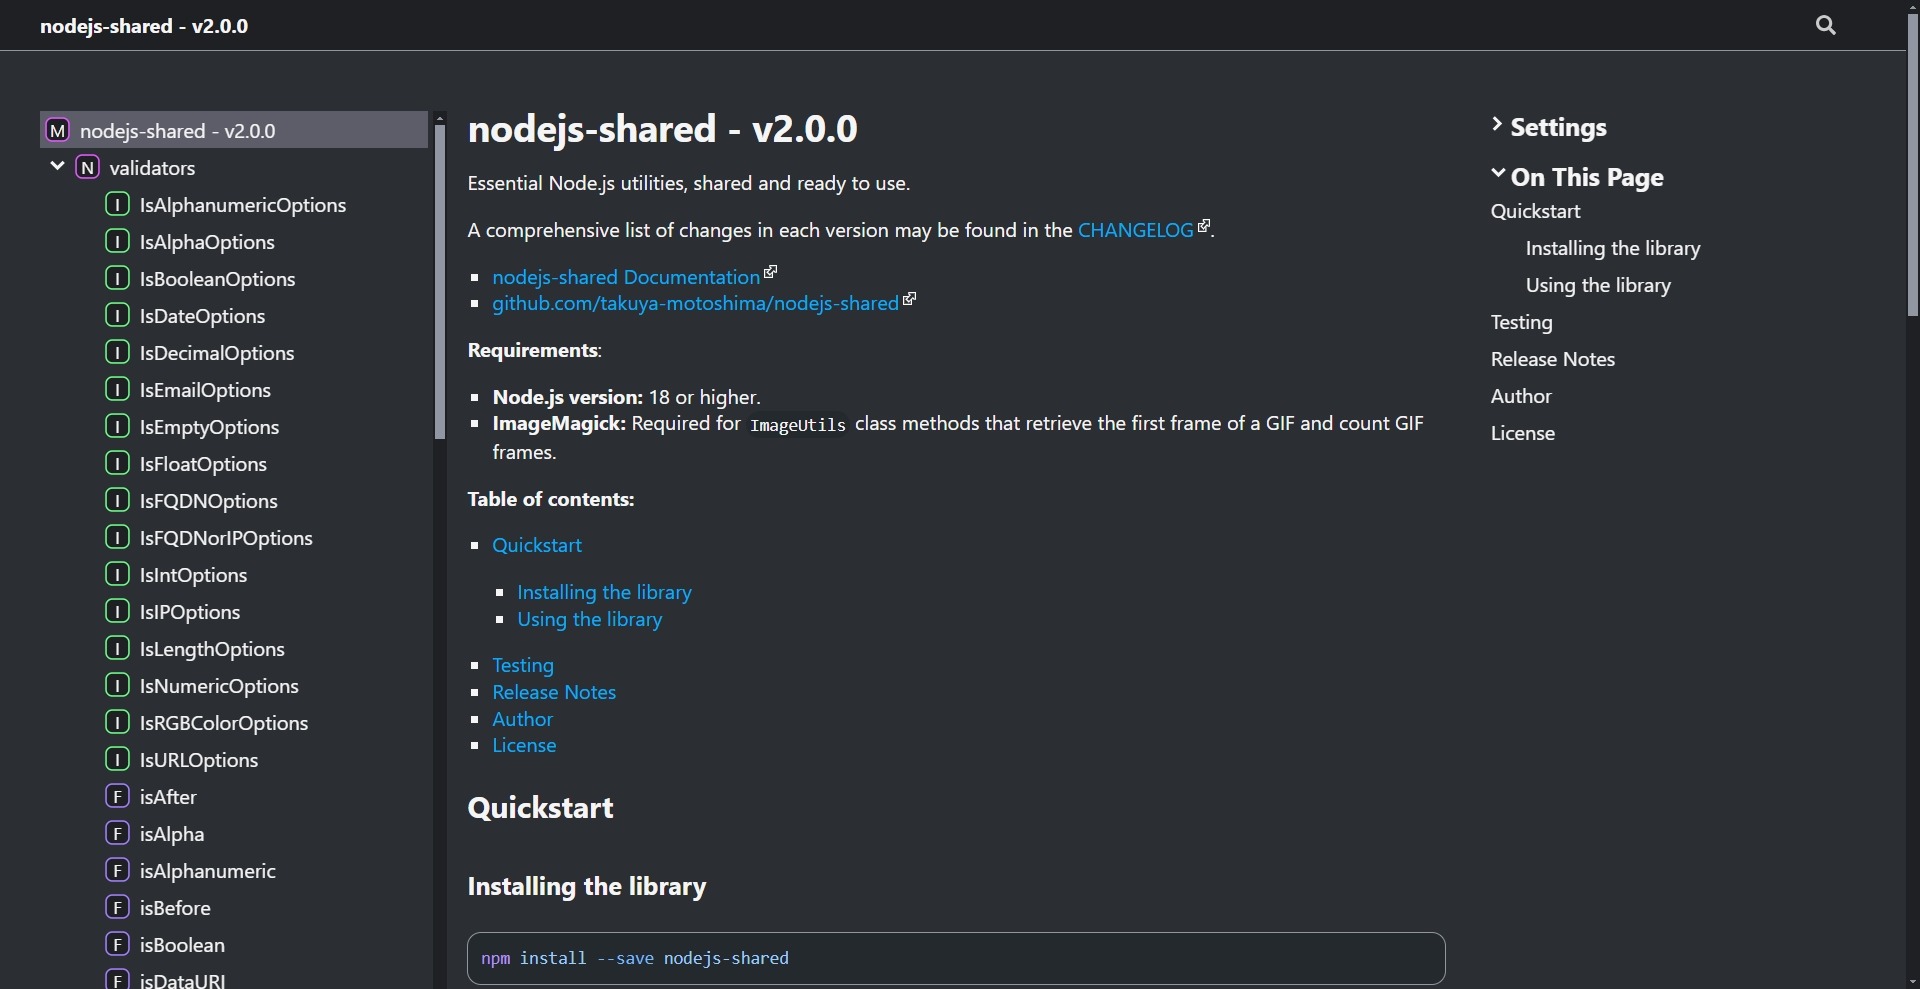 nodejs-shared - v2.0.0
M nodejs-shared - v2.0.0
N validators
I IsAlphanumericOptions
I IsAlphaOptions
I IsBooleanOptions
I IsDateOptions
I IsDecimalOptions
I IsEmailOptions
I IsEmptyOptions
I IsFloatOptions
I IsFQDNOptions
I IsFQDNorIPOptions
I IsIntOptions
I IsIPOptions
I IsLengthOptions
I IsNumericOptions
I IsRGBColorOptions
I IsURLOptions
F isAfter
F isAlpha
F isAlphanumeric
F isBefore
F isBoolean
F isDataURI
nodejs-shared - v2.0.0
Essential Node.js utilities, shared and ready to use.
A comprehensive list of changes in each version may be found in the CHANGELOG.
nodejs-shared Documentation
github.com/takuya-motoshima/nodejs-shared
Requirements:
Node.js version: 18 or higher.
ImageMagick: Required for ImageUtils class methods that retrieve the first frame of a GIF and count GIF
frames.
Table of contents:
Quickstart
Installing the library
Using the library
Testing
Release Notes
Author
License
Quickstart
Installing the library
npm install --save nodejs-shared
Settings
On This Page
Quickstart
Installing the library
Using the library
Testing
Release Notes
Author
License